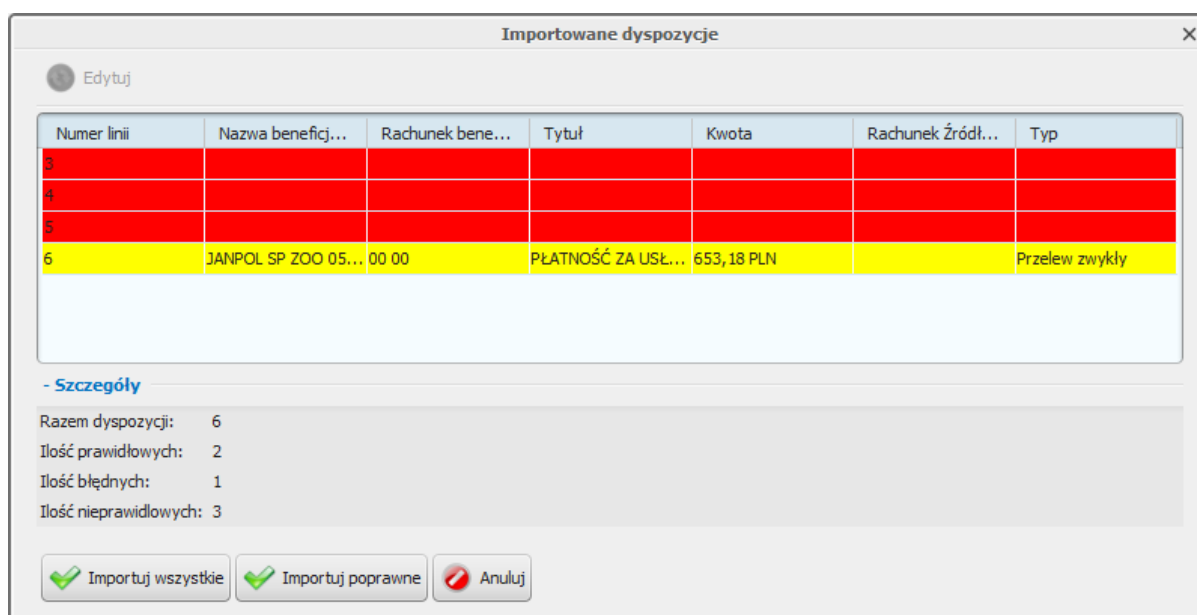 Importowane dyspozycje
Edytuj
Numer linii Nazwa beneficj... Rachunek bene... Tytuł Kwota Rachunek Źródł... Typ
3
4
5
6 JANPOL SP ZOO 05... 00 00 PŁATNOŚĆ ZA USŁ... 653,18 PLN Przelew zwykły
- Szczegóły
Razem dyspozycji: 6
Ilość prawidłowych: 2
Ilość błędnych: 1
Ilość nieprawidlowych: 3
Importuj wszystkie Importuj poprawne Anuluj